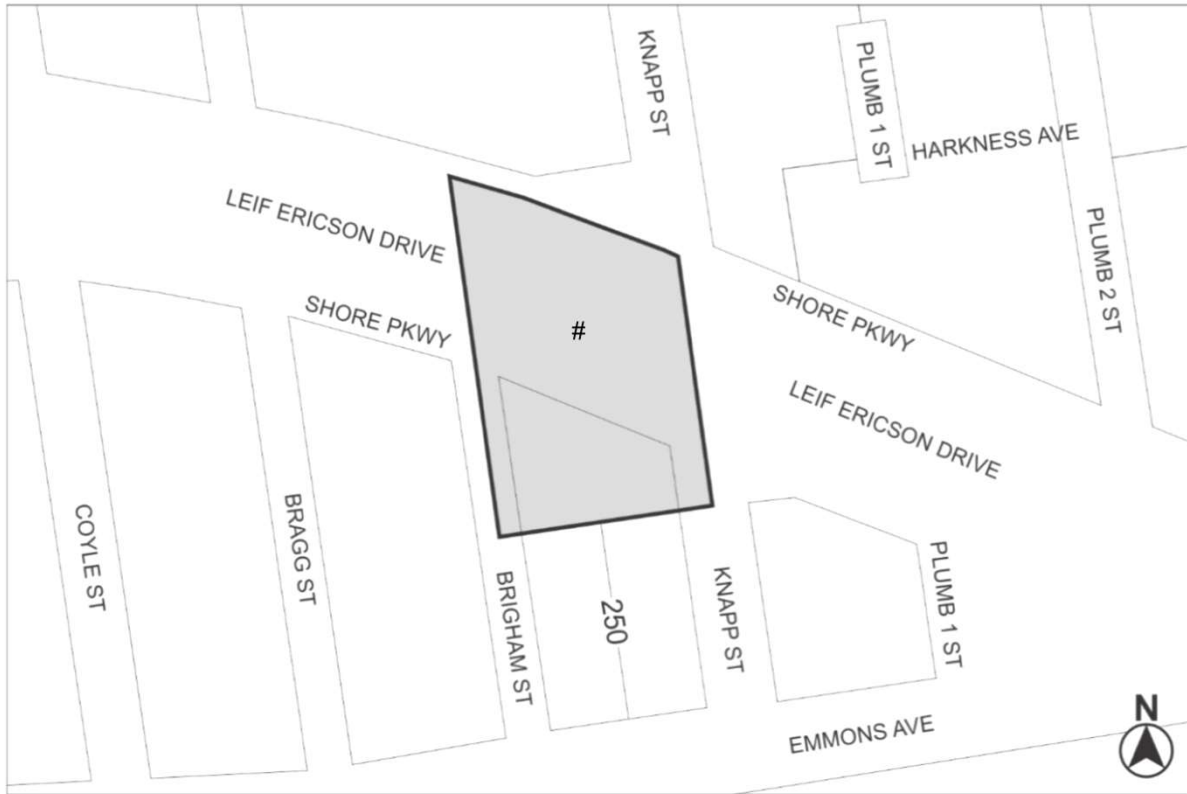 KNAPP ST
PLUMB 1 ST
HARKNESS AVE
LEIF ERICSON DRIVE
PLUMB 2 ST
SHORE PKWY
SHORE PKWY
#
LEIF ERICSON DRIVE
COYLE ST
BRAGG ST
BRIGHAM ST
250
KNAPP ST
PLUMB 1 ST
EMMONS AVE
N